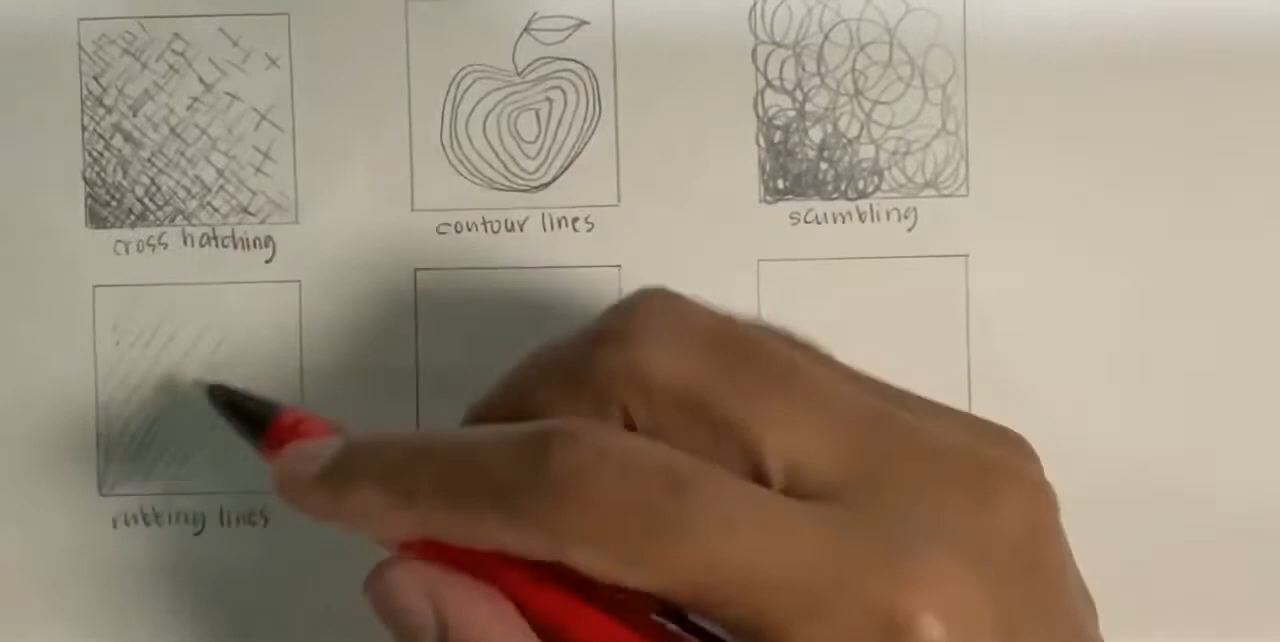 cross hatching
contour lines
scumbling
rubbing lines